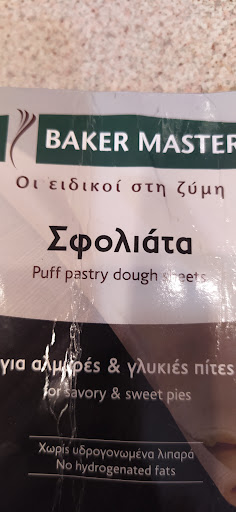 BAKER MASTER
Οι ειδικοί στη ζύμη
Σφολιάτα
Puff pastry dough sheets
για αλμυρές & γλυκιές πίτες
for savory & sweet pies
Χωρίς υδρογονωμένα λιπαρά
No hydrogenated fats